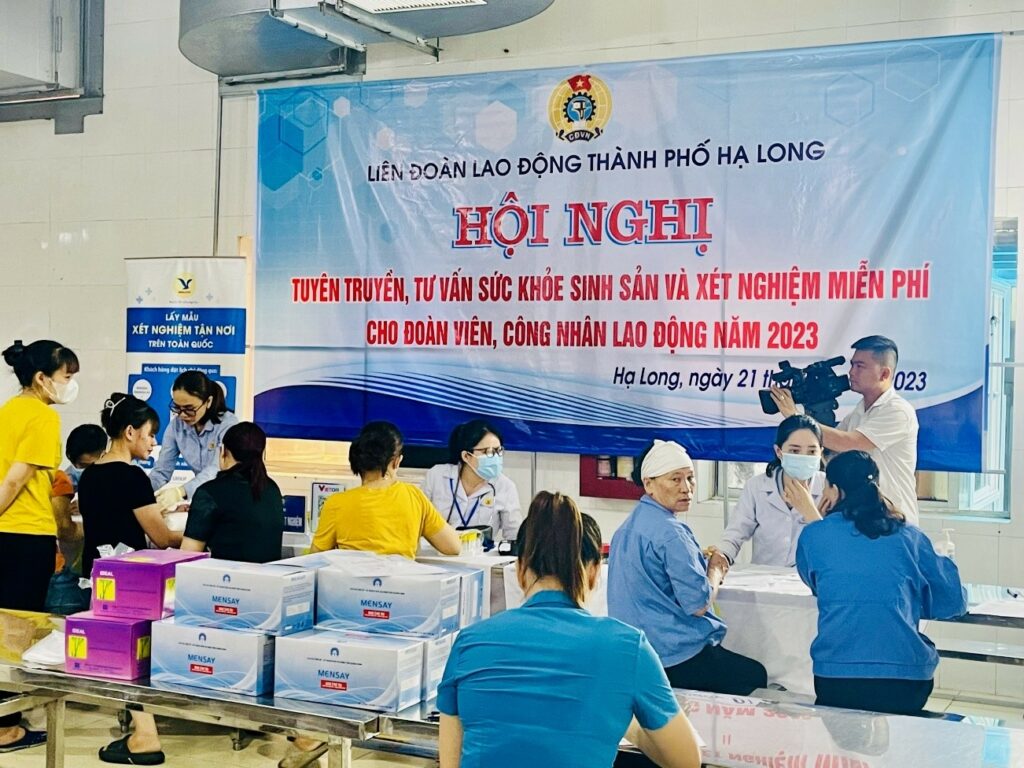 CĐVN
LIÊN ĐOÀN LAO ĐỘNG THÀNH PHỐ HẠ LONG
HỘI NGHỊ
TUYÊN TRUYỀN, TƯ VẤN SỨC KHỎE SINH SẢN VÀ XÉT NGHIỆM MIỄN PHÍ
CHO ĐOÀN VIÊN, CÔNG NHÂN LAO ĐỘNG NĂM 2023
Hạ Long, ngày 21 2023
LẤY MẪU
XÉT NGHIỆM TẬN NƠI
TRÊN TOÀN QUỐC
IDEAL
IDEAL
MENSAY
MENSAY
MENSAY
MENSAY